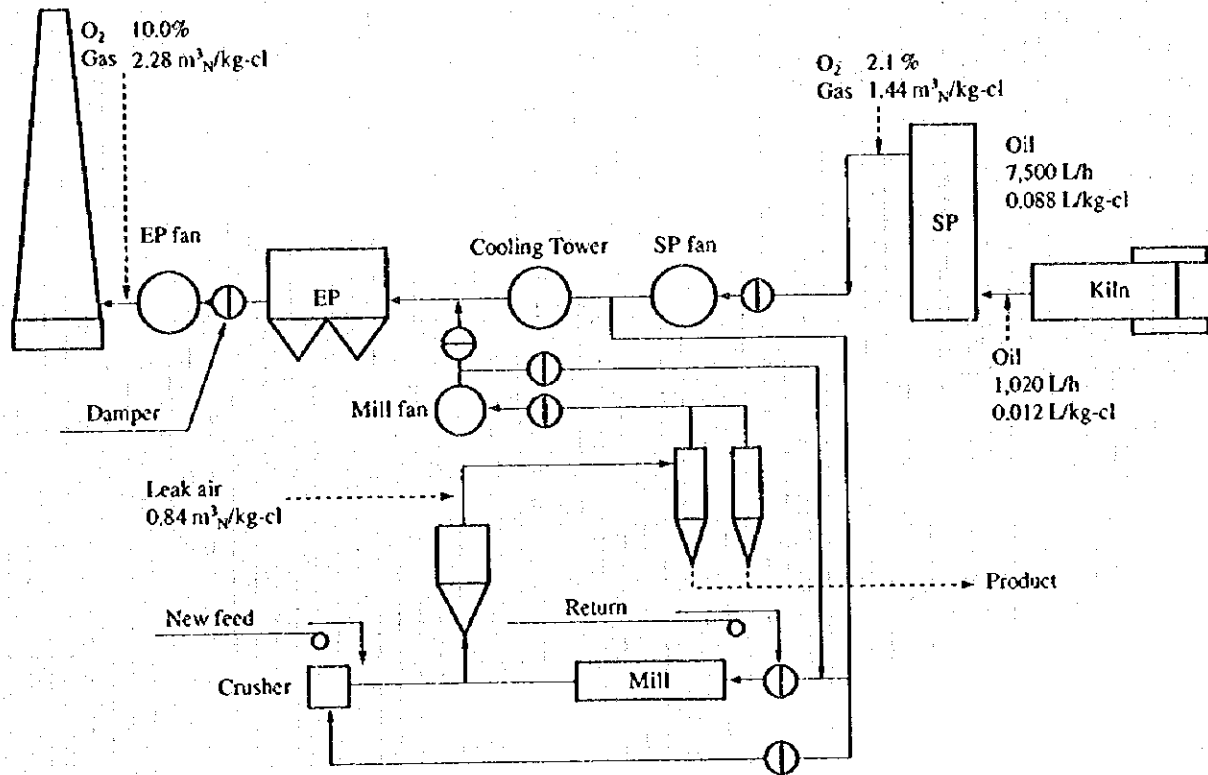 O₂ 10.0%
Gas 2.28 m³N/kg-cl
O₂ 2.1 %
Gas 1.44 m³N/kg-cl
Oil
7,500 L/h
0.088 L/kg-cl
SP
EP fan
Cooling Tower
SP fan
EP
Kiln
Oil
1,020 L/h
0.012 L/kg-cl
Damper
Mill fan
Leak air
0.84 m³N/kg-cl
Product
New feed
Return
Crusher
Mill